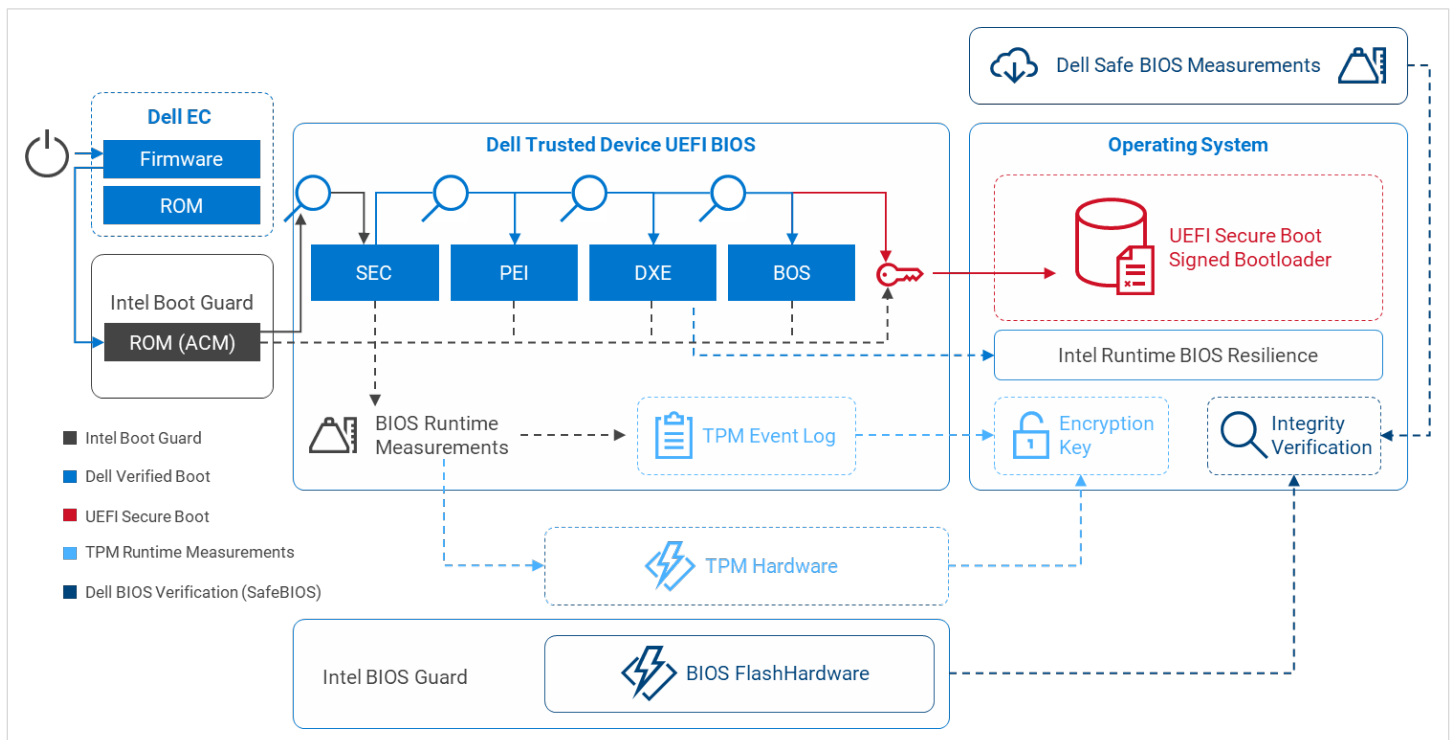 Dell Safe BIOS Measurements
Dell EC
Firmware
ROM
Intel Boot Guard
ROM (ACM)
Dell Trusted Device UEFI BIOS
SEC
PEI
DXE
BOS
BIOS Runtime
Measurements
TPM Event Log
Operating System
UEFI Secure Boot
Signed Bootloader
Intel Runtime BIOS Resilience
Encryption
Key
Integrity
Verification
Intel Boot Guard
Dell Verified Boot
UEFI Secure Boot
TPM Runtime Measurements
Dell BIOS Verification (SafeBIOS)
TPM Hardware
Intel BIOS Guard
BIOS FlashHardware